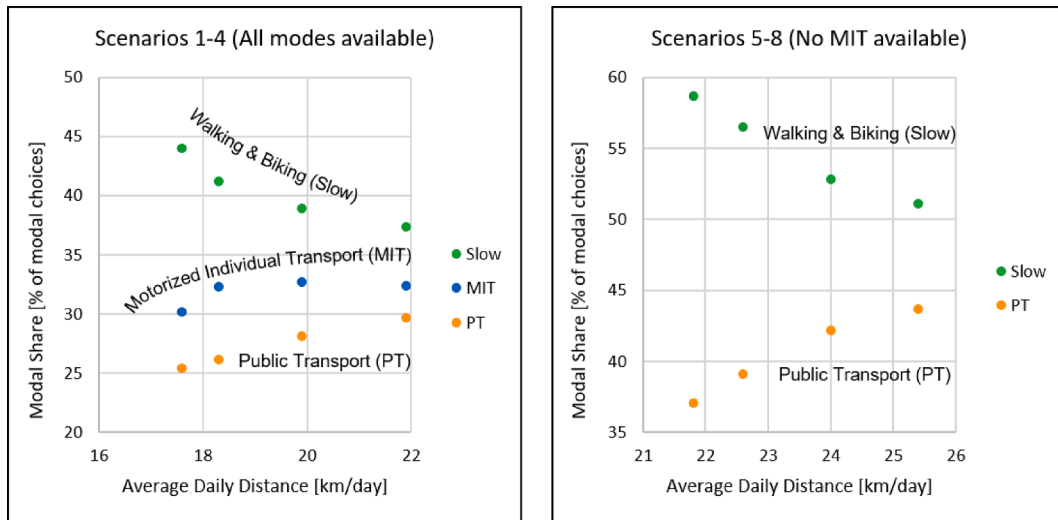 Scenarios 1-4 (All modes available)
Modal Share [% of modal choices]
50
45
40
35
30
25
20
Walking & Biking (Slow)
Motorized Individual Transport (MIT)
Public Transport (PT)
Slow
MIT
PT
16
18
20
22
Average Daily Distance [km/day]
Scenarios 5-8 (No MIT available)
Modal Share [% of modal choices]
60
55
50
45
40
35
Walking & Biking (Slow)
Public Transport (PT)
Slow
PT
21
22
23
24
25
26
Average Daily Distance [km/day]